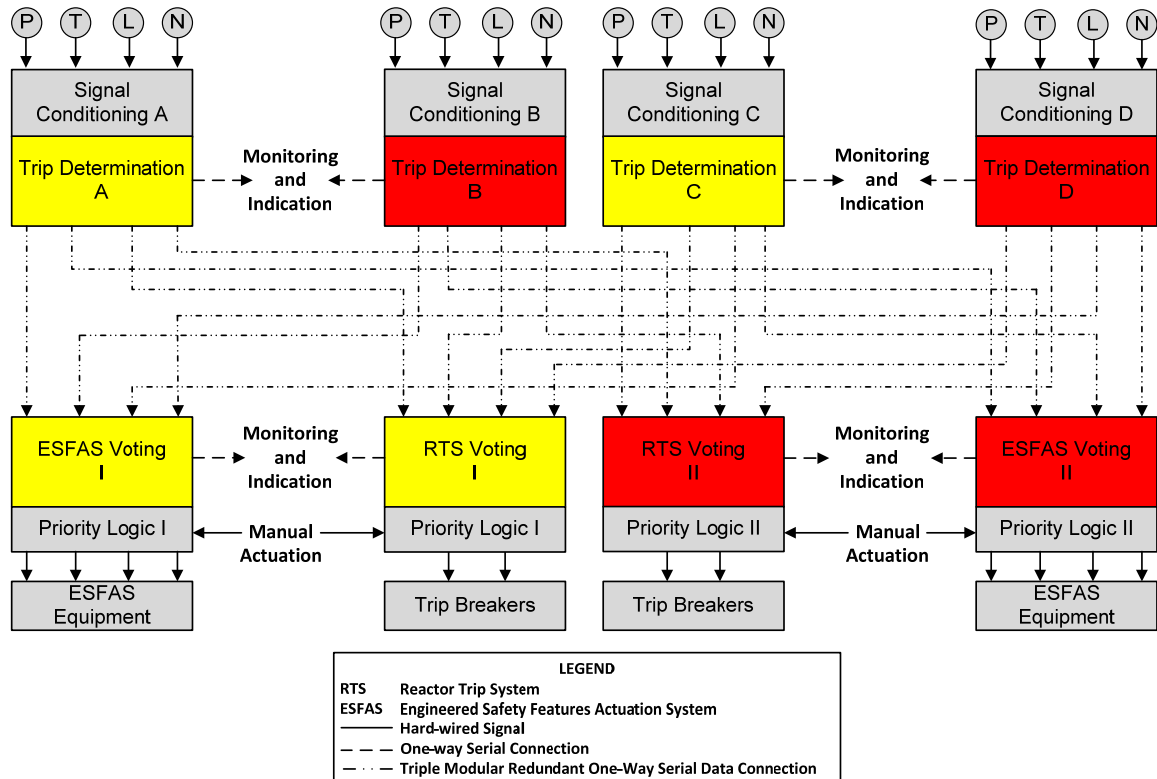 P T L N P T L N P T L N P T L N
Signal
Conditioning A
Signal
Conditioning B
Signal
Conditioning C
Signal
Conditioning D
Trip Determination
A
Monitoring
and
Indication
Trip Determination
B
Trip Determination
C
Monitoring
and
Indication
Trip Determination
D
ESFAS Voting
I
Monitoring
and
Indication
RTS Voting
I
RTS Voting
II
Monitoring
and
Indication
ESFAS Voting
II
Priority Logic I
Manual
Actuation
Priority Logic I
Priority Logic II
Manual
Actuation
Priority Logic II
ESFAS
Equipment
Trip Breakers
Trip Breakers
ESFAS
Equipment
LEGEND
RTS Reactor Trip System
ESFAS Engineered Safety Features Actuation System
Hard-wired Signal
One-way Serial Connection
Triple Modular Redundant One-Way Serial Data Connection